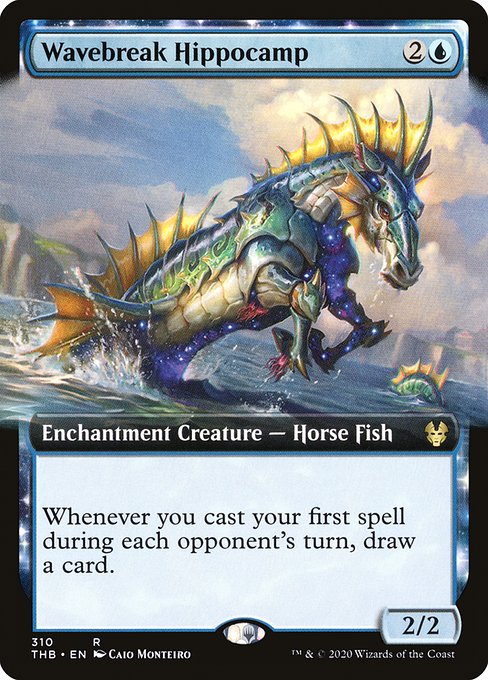 Wavebreak Hippocamp 2
Enchantment Creature — Horse Fish
Whenever you cast your first spell
during each opponent's turn, draw
a card.
2/2
310 R
THB • EN Caio Monteiro
™ & © 2020 Wizards of the Coast